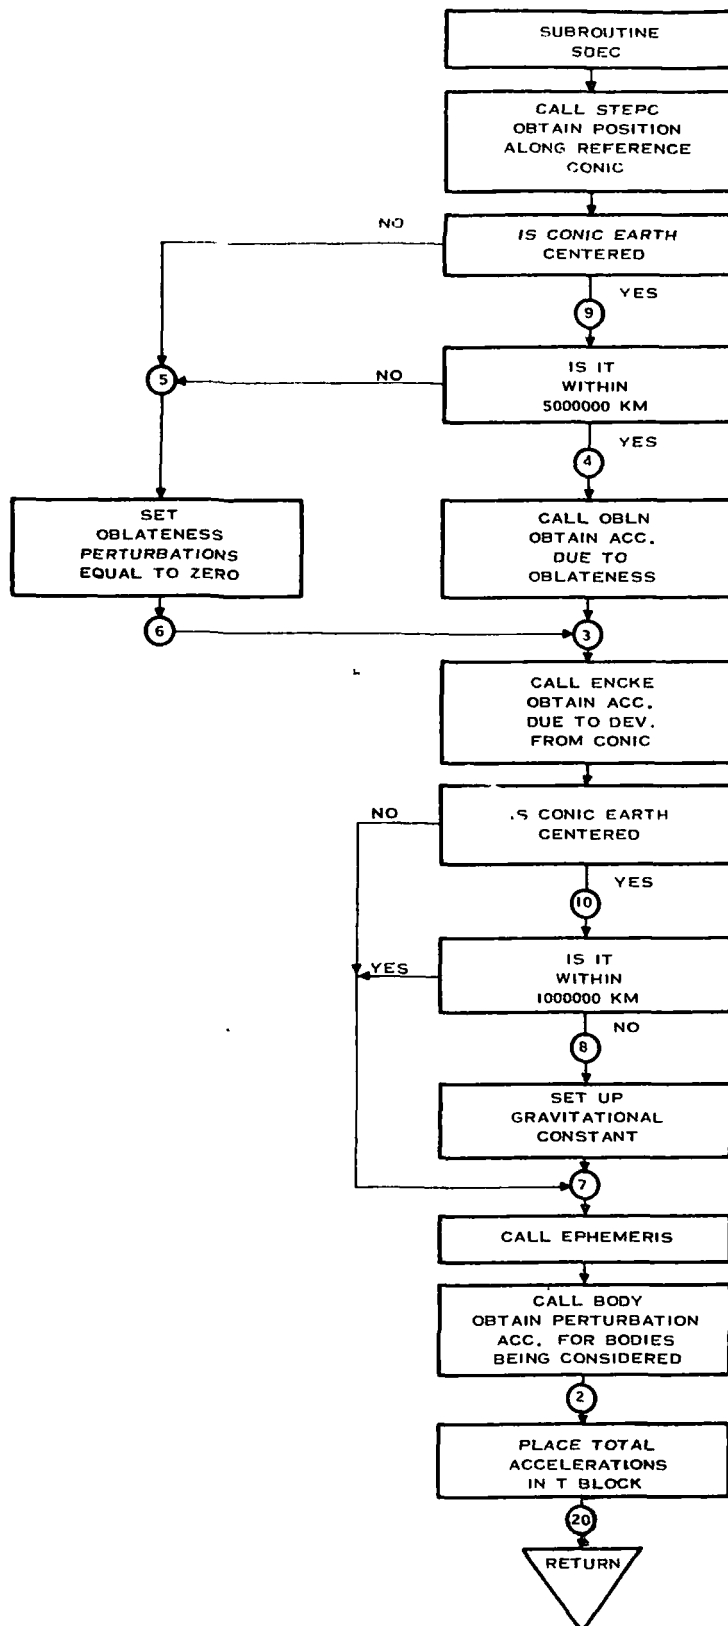 SUBROUTINE
SDEC
CALL STEPC
OBTAIN POSITION
ALONG REFERENCE
CONIC
NO
IS CONIC EARTH
CENTERED
YES
9
5
NO
IS IT
WITHIN
5000000 KM
YES
4
SET
OBLATENESS
PERTURBATIONS
EQUAL TO ZERO
CALL OBLN
OBTAIN ACC.
DUE TO
OBLATENESS
6
3
CALL ENCKE
OBTAIN ACC.
DUE TO DEV.
FROM CONIC
NO
IS CONIC EARTH
CENTERED
YES
10
YES
IS IT
WITHIN
1000000 KM
NO
8
SET UP
GRAVITATIONAL
CONSTANT
7
CALL EPHEMERIS
CALL BODY
OBTAIN PERTURBATION
ACC. FOR BODIES
BEING CONSIDERED
2
PLACE TOTAL
ACCELERATIONS
IN T BLOCK
20
RETURN